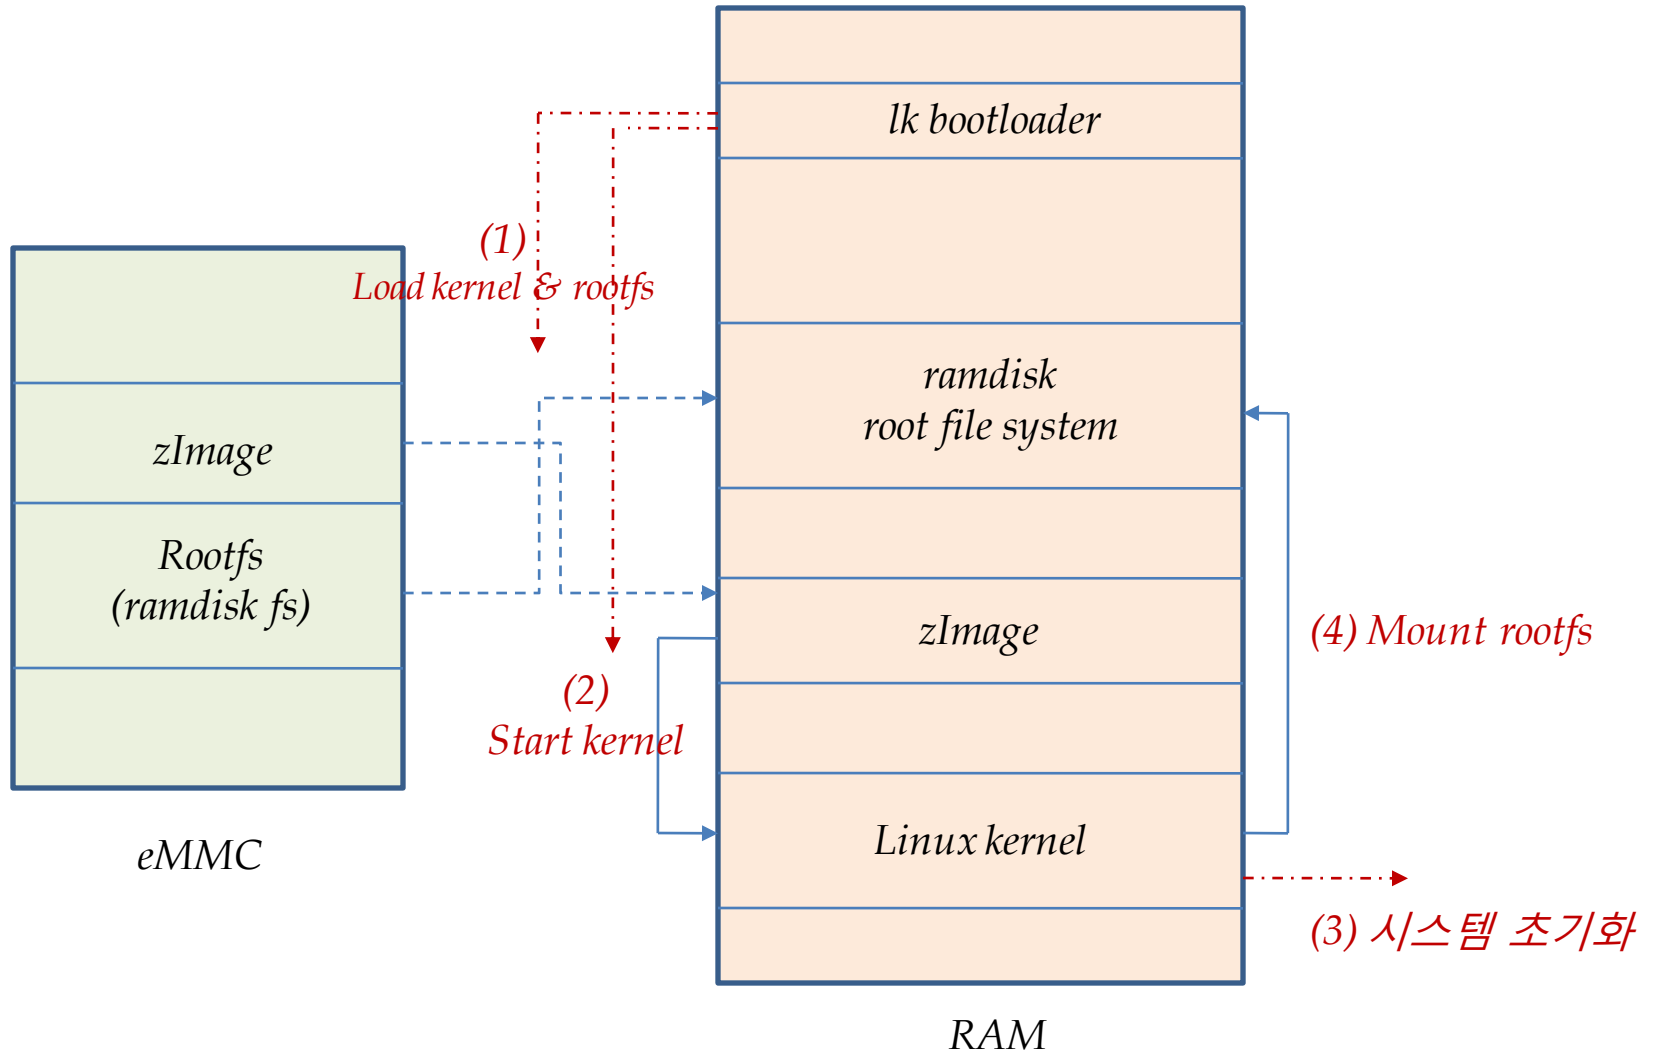 lk bootloader
(1)
Load kernel & rootfs
ramdisk
root file system
zImage
Rootfs
(ramdisk fs)
zImage
(4) Mount rootfs
(2)
Start kernel
Linux kernel
eMMC
(3) 시스템 초기화
RAM